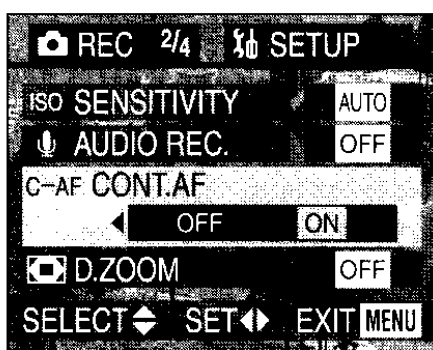 REC 2/4 SETUP
ISO SENSITIVITY AUTO
AUDIO REC. OFF
C-AF CONT.AF
OFF ON
D.ZOOM OFF
SELECT SET EXIT MENU